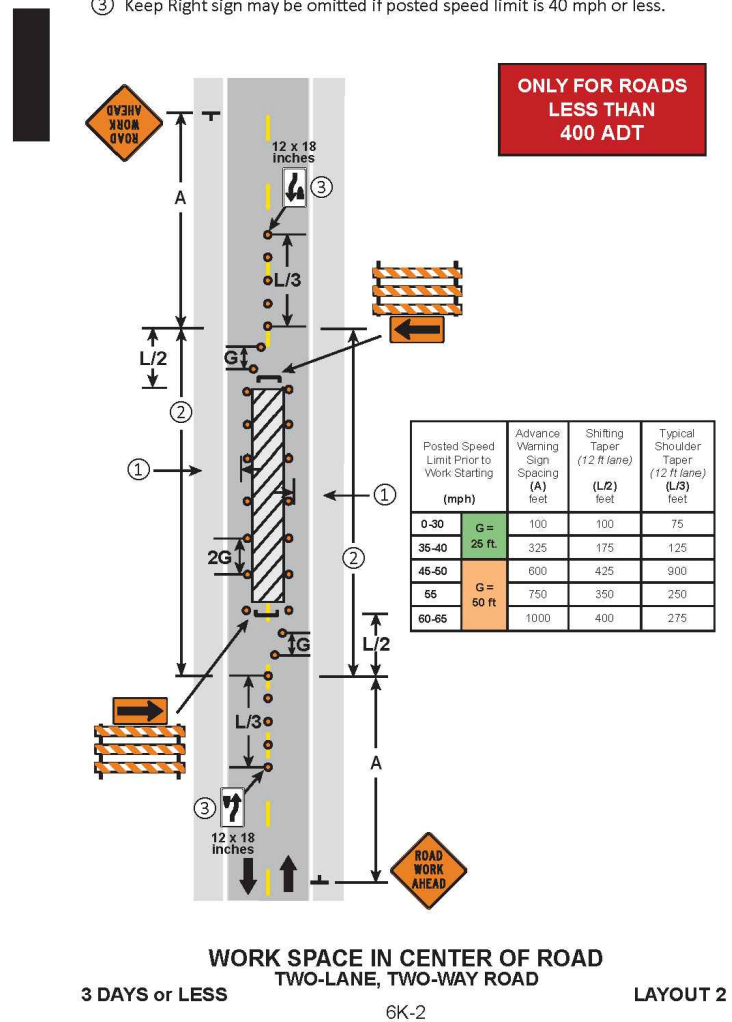 ③ Keep Right sign may be omitted if posted speed limit is 40 mph or less.
ROAD
WORK
AHEAD
ONLY FOR ROADS
LESS THAN
400 ADT
12 x 18
inches
③
A
L/3
L/2
G
②
①
①
2G
②
G
L/2
L/3
A
③
12 x 18
inches
ROAD
WORK
AHEAD
Posted Speed
Limit Prior to
Work Starting
(mph)
Advance
Warning
Sign
Spacing
(A)
feet
Shifting
Taper
(12 ft lane)
(L/2)
feet
Typical
Shoulder
Taper
(12 ft lane)
(L/3)
feet
0-30 G = 25 ft. 100 100 75
35-40 325 175 125
45-50 G = 50 ft 600 425 900
55 750 350 250
60-65 1000 400 275
WORK SPACE IN CENTER OF ROAD
TWO-LANE, TWO-WAY ROAD
3 DAYS or LESS
LAYOUT 2
6K-2